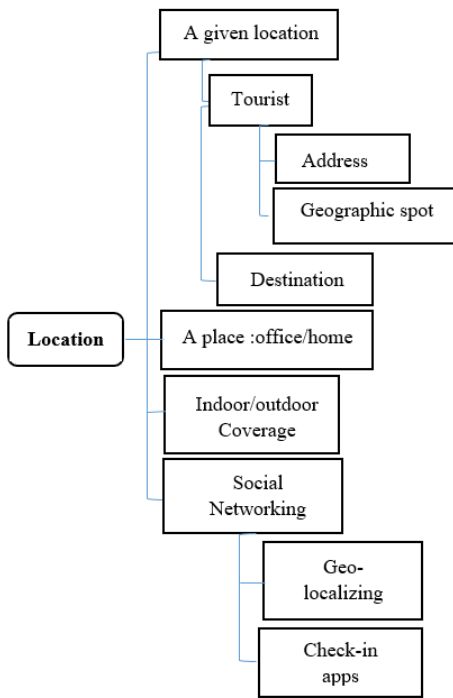 A given location
Tourist
Address
Geographic spot
Destination
Location
A place :office/home
Indoor/outdoor
Coverage
Social
Networking
Geo-
localizing
Check-in
apps